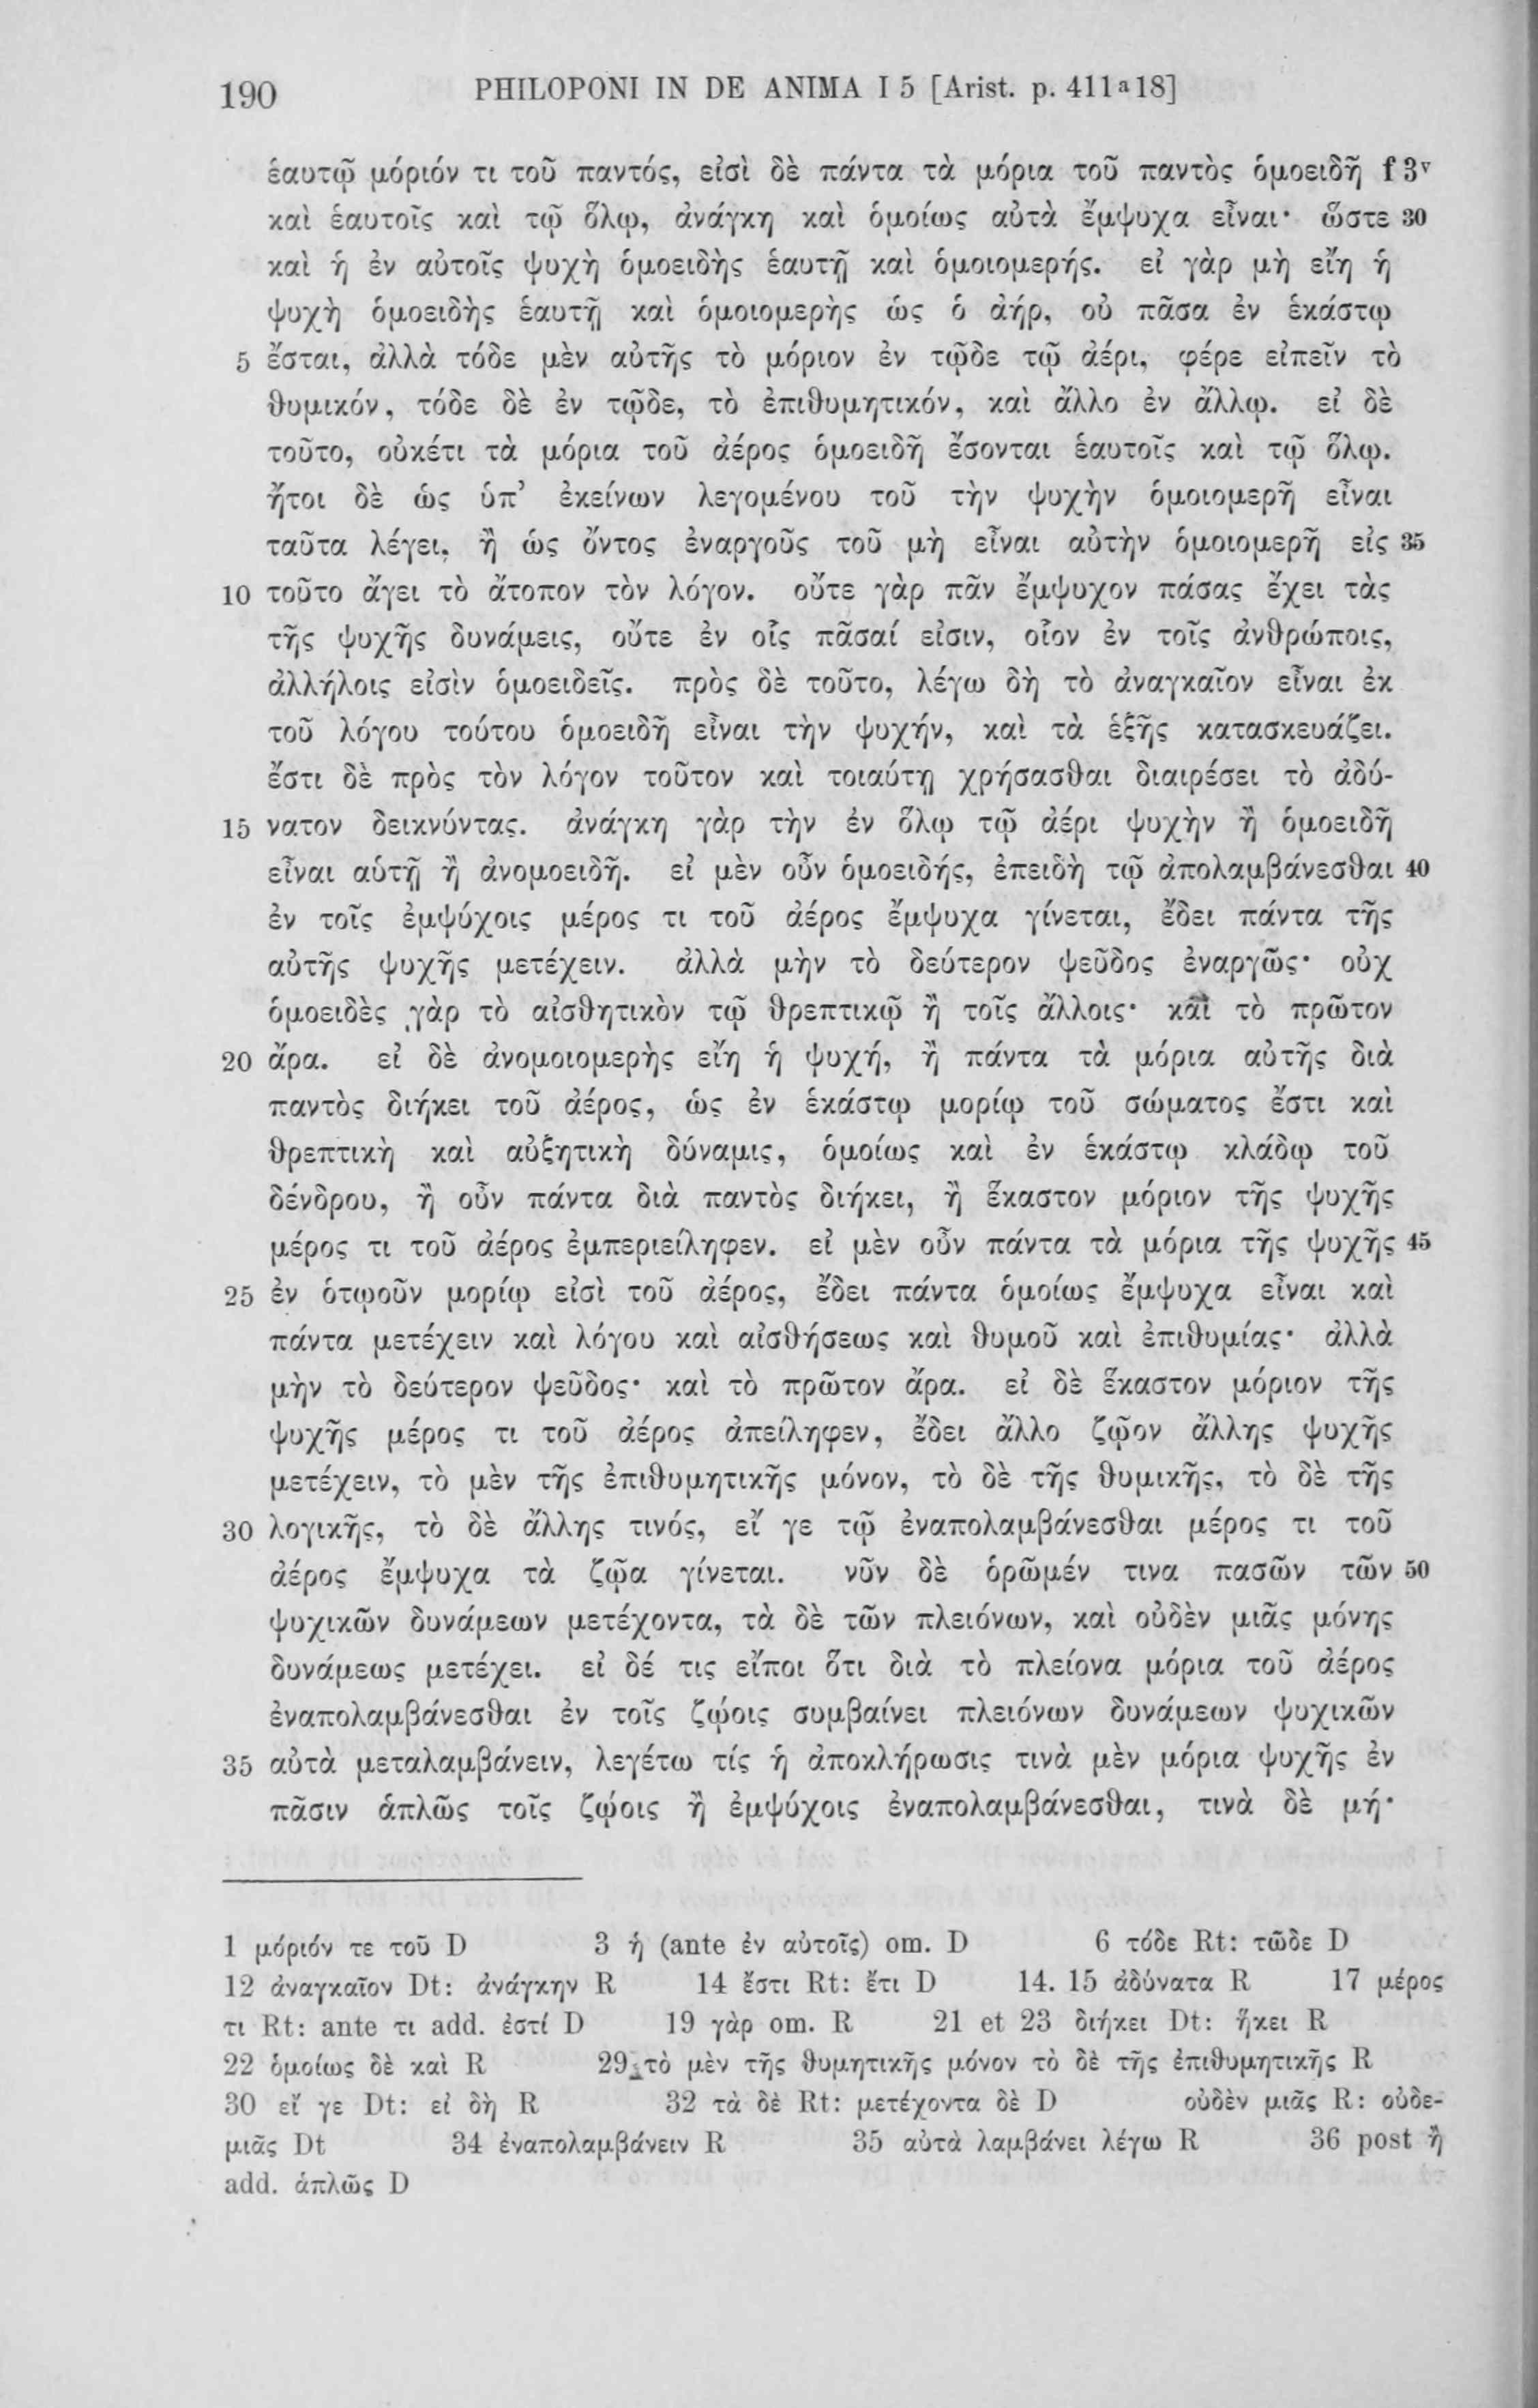 190 PHILOPONI IN DE ANIMA I 5 [Arist. p. 411ª18]
ἑαυτῷ μόριόν τι τοῦ παντός, εἰσὶ δὲ πάντα τὰ μόρια τοῦ παντὸς ὁμοειδῆ f 3ᵛ
καὶ ἑαυτοῖς καὶ τῷ ὅλῳ, ἀνάγκη καὶ ὁμοίως αὐτὰ ἔμψυχα εἶναι· ὥστε 30
καὶ ἡ ἐν αὐτοῖς ψυχὴ ὁμοειδὴς ἑαυτῇ καὶ ὁμοιομερής. εἰ γὰρ μὴ εἴη ἡ
ψυχὴ ὁμοειδὴς ἑαυτῇ καὶ ὁμοιομερὴς ὡς ὁ ἀήρ, οὐ πᾶσα ἐν ἑκάστῳ
5 ἔσται, ἀλλὰ τόδε μὲν αὐτῆς τὸ μόριον ἐν τῷδε τῷ ἀέρι, φέρε εἰπεῖν τὸ
θυμικόν, τόδε δὲ ἐν τῷδε, τὸ ἐπιθυμητικόν, καὶ ἄλλο ἐν ἄλλῳ. εἰ δὲ
τοῦτο, οὐκέτι τὰ μόρια τοῦ ἀέρος ὁμοειδῆ ἔσονται ἑαυτοῖς καὶ τῷ ὅλῳ.
ἤτοι δὲ ὡς ὑπ’ ἐκείνων λεγομένου τοῦ τὴν ψυχὴν ὁμοιομερῆ εἶναι
ταῦτα λέγει, ἢ ὡς ὄντος ἐναργοῦς τοῦ μὴ εἶναι αὐτὴν ὁμοιομερῆ εἰς 35
10 τοῦτο ἄγει τὸ ἄτοπον τὸν λόγον. οὔτε γὰρ πᾶν ἔμψυχον πάσας ἔχει τὰς
τῆς ψυχῆς δυνάμεις, οὔτε ἐν οἷς πᾶσαί εἰσιν, οἷον ἐν τοῖς ἀνθρώποις,
ἀλλήλοις εἰσὶν ὁμοειδεῖς. πρὸς δὲ τοῦτο, λέγω δὴ τὸ ἀναγκαῖον εἶναι ἐκ
τοῦ λόγου τούτου ὁμοειδῆ εἶναι τὴν ψυχήν, καὶ τὰ ἑξῆς κατασκευάζει.
ἔστι δὲ πρὸς τὸν λόγον τοῦτον καὶ τοιαύτῃ χρήσασθαι διαιρέσει τὸ ἀδύ-
15 νατον δεικνύντας. ἀνάγκη γὰρ τὴν ἐν ὅλῳ τῷ ἀέρι ψυχὴν ἢ ὁμοειδῆ
εἶναι αὑτῇ ἢ ἀνομοειδῆ. εἰ μὲν οὖν ὁμοειδής, ἐπειδὴ τῷ ἀπολαμβάνεσθαι 40
ἐν τοῖς ἐμψύχοις μέρος τι τοῦ ἀέρος ἔμψυχα γίνεται, ἔδει πάντα τῆς
αὐτῆς ψυχῆς μετέχειν. ἀλλὰ μὴν τὸ δεύτερον ψεῦδος ἐναργῶς· οὐχ
ὁμοειδὲς γὰρ τὸ αἰσθητικὸν τῷ θρεπτικῷ ἢ τοῖς ἄλλοις· καὶ τὸ πρῶτον
20 ἄρα. εἰ δὲ ἀνομοιομερὴς εἴη ἡ ψυχή, ἢ πάντα τὰ μόρια αὐτῆς διὰ
παντὸς διήκει τοῦ ἀέρος, ὡς ἐν ἑκάστῳ μορίῳ τοῦ σώματος ἔστι καὶ
θρεπτικὴ καὶ αὐξητικὴ δύναμις, ὁμοίως καὶ ἐν ἑκάστῳ κλάδῳ τοῦ
δένδρου, ἢ οὖν πάντα διὰ παντὸς διήκει, ἢ ἕκαστον μόριον τῆς ψυχῆς
μέρος τι τοῦ ἀέρος ἐμπεριείληφεν. εἰ μὲν οὖν πάντα τὰ μόρια τῆς ψυχῆς 45
25 ἐν ὁτῳοῦν μορίῳ εἰσὶ τοῦ ἀέρος, ἔδει πάντα ὁμοίως ἔμψυχα εἶναι καὶ
πάντα μετέχειν καὶ λόγου καὶ αἰσθήσεως καὶ θυμοῦ καὶ ἐπιθυμίας· ἀλλὰ
μὴν τὸ δεύτερον ψεῦδος· καὶ τὸ πρῶτον ἄρα. εἰ δὲ ἕκαστον μόριον τῆς
ψυχῆς μέρος τι τοῦ ἀέρος ἀπείληφεν, ἔδει ἄλλο ζῷον ἄλλης ψυχῆς
μετέχειν, τὸ μὲν τῆς ἐπιθυμητικῆς μόνον, τὸ δὲ τῆς θυμικῆς, τὸ δὲ τῆς
30 λογικῆς, τὸ δὲ ἄλλης τινός, εἴ γε τῷ ἐναπολαμβάνεσθαι μέρος τι τοῦ
ἀέρος ἔμψυχα τὰ ζῷα γίνεται. νῦν δὲ ὁρῶμέν τινα πασῶν τῶν 50
ψυχικῶν δυνάμεων μετέχοντα, τὰ δὲ τῶν πλειόνων, καὶ οὐδὲν μιᾶς μόνης
δυνάμεως μετέχει. εἰ δέ τις εἴποι ὅτι διὰ τὸ πλείονα μόρια τοῦ ἀέρος
ἐναπολαμβάνεσθαι ἐν τοῖς ζῴοις συμβαίνει πλειόνων δυνάμεων ψυχικῶν
35 αὐτὰ μεταλαμβάνειν, λεγέτω τίς ἡ ἀποκλήρωσις τινὰ μὲν μόρια ψυχῆς ἐν
πᾶσιν ἁπλῶς τοῖς ζῴοις ἢ ἐμψύχοις ἐναπολαμβάνεσθαι, τινὰ δὲ μή·
1 μόριόν τε τοῦ D 3 ἡ (ante ἐν αὐτοῖς) om. D 6 τόδε Rt: τῶδε D
12 ἀναγκαῖον Dt: ἀνάγκην R 14 ἔστι Rt: ἔτι D 14. 15 ἀδύνατα R 17 μέρος
τι Rt: ante τι add. ἐστί D 19 γὰρ om. R 21 et 23 διήκει Dt: ἥκει R
22 ὁμοίως δὲ καὶ R 29 τὸ μὲν τῆς θυμητικῆς μόνον τὸ δὲ τῆς ἐπιθυμητικῆς R
30 εἴ γε Dt: εἰ δὴ R 32 τὰ δὲ Rt: μετέχοντα δὲ D οὐδὲν μιᾶς R: οὐδε-
μιᾶς Dt 34 ἐναπολαμβάνειν R 35 αὐτὰ λαμβάνει λέγω R 36 post ἢ
add. ἁπλῶς D